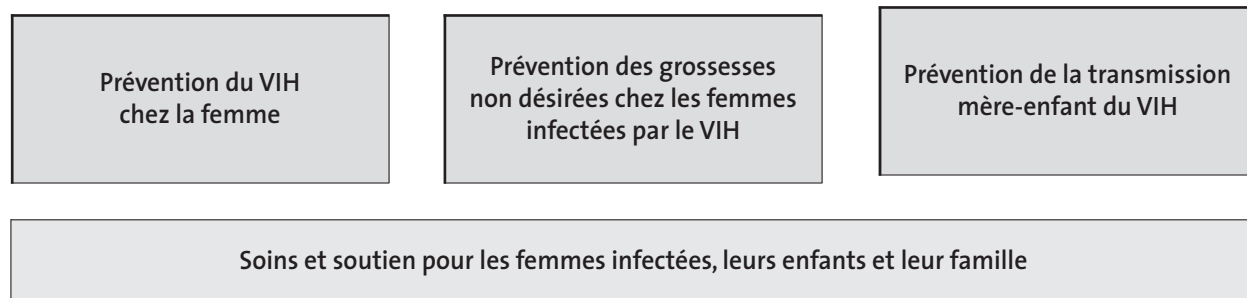 Prévention du VIH
chez la femme
Prévention des grossesses
non désirées chez les femmes
infectées par le VIH
Prévention de la transmission
mère-enfant du VIH
Soins et soutien pour les femmes infectées, leurs enfants et leur famille